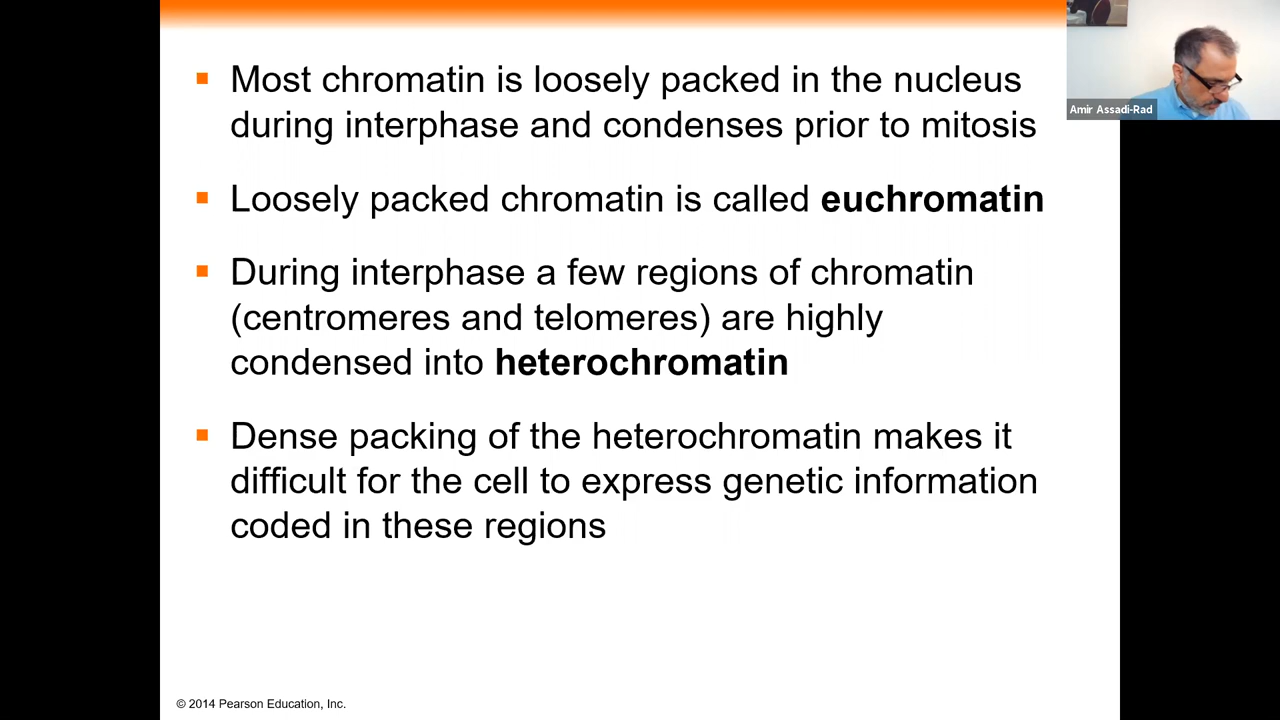 Most chromatin is loosely packed in the nucleus
during interphase and condenses prior to mitosis
Loosely packed chromatin is called euchromatin
During interphase a few regions of chromatin
(centromeres and telomeres) are highly
condensed into heterochromatin
Dense packing of the heterochromatin makes it
difficult for the cell to express genetic information
coded in these regions
© 2014 Pearson Education, Inc.
Amir Assadi-Rad